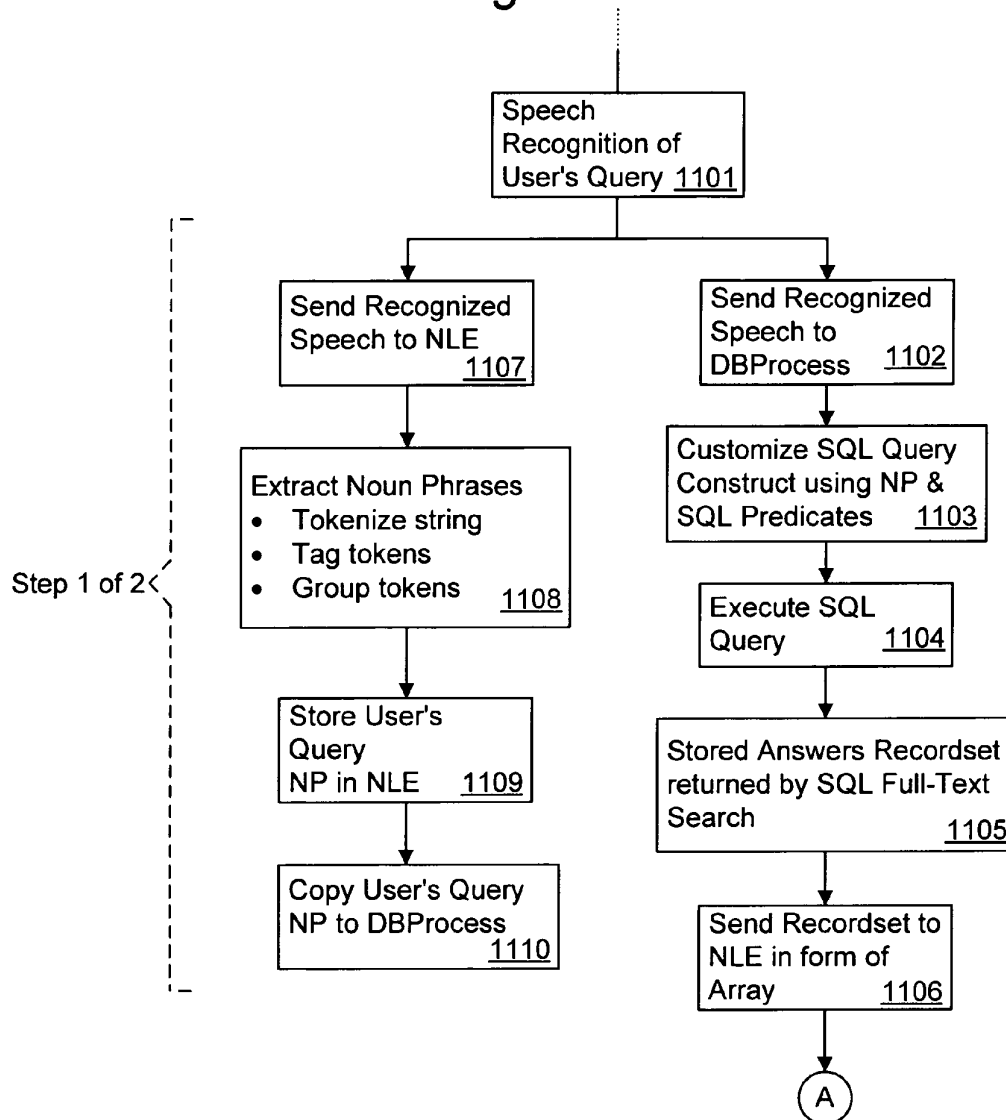 Speech
Recognition of
User's Query 1101
Send Recognized
Speech to NLE
1107
Send Recognized
Speech to
DBProcess 1102
Extract Noun Phrases
• Tokenize string
• Tag tokens
• Group tokens
1108
Customize SQL Query
Construct using NP &
SQL Predicates 1103
Step 1 of 2
Execute SQL
Query 1104
Store User's
Query
NP in NLE 1109
Stored Answers Recordset
returned by SQL Full-Text
Search
1105
Copy User's Query
NP to DBProcess
1110
Send Recordset to
NLE in form of
Array 1106
A